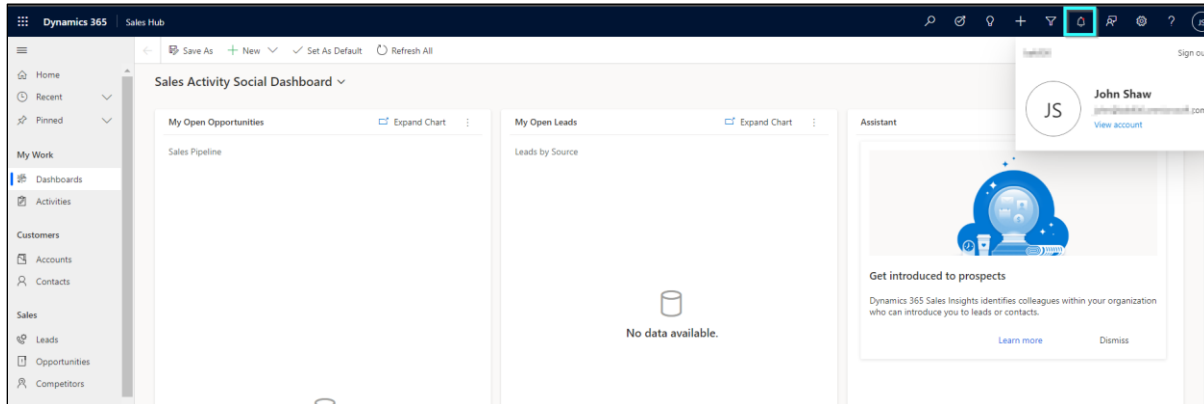 Dynamics 365 Sales Hub
Save As New Set As Default Refresh All
Sign ou
Home
Recent
Pinned
My Work
Dashboards
Activities
Customers
Accounts
Contacts
Sales
Leads
Opportunities
Competitors
Sales Activity Social Dashboard
My Open Opportunities Expand Chart
Sales Pipeline
My Open Leads Expand Chart
Leads by Source
No data available.
Assistant
JS
John Shaw
.com
View account
Get introduced to prospects
Dynamics 365 Sales Insights identifies colleagues within your organization
who can introduce you to leads or contacts.
Learn more Dismiss